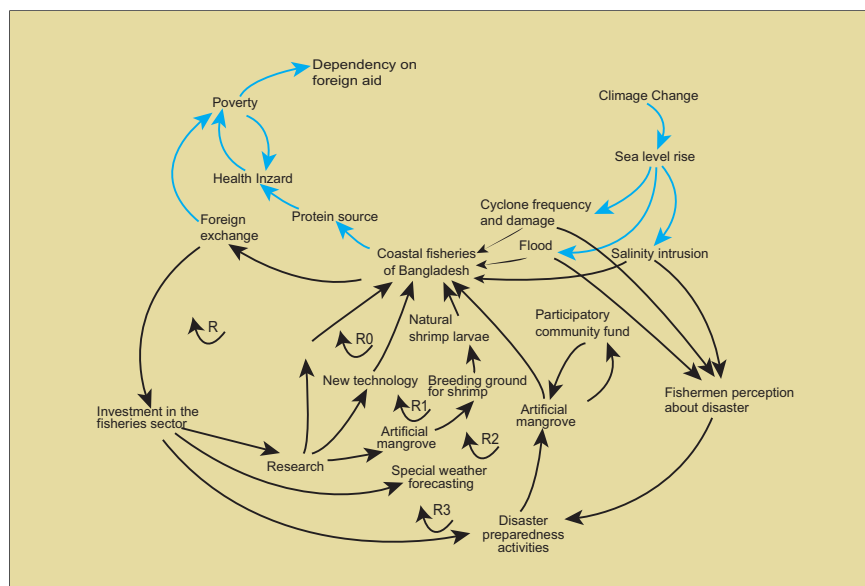 Dependency on
foreign aid
Poverty
Climage Change
Sea level rise
Health Inzard
Cyclone frequency
and damage
Protein source
Foreign
exchange
Flood
Salinity intrusion
Coastal fisheries
of Bangladesh
Natural
shrimp larvae
Participatory
community fund
R
R0
New technology
Breeding ground
for shrimp
R1
Artificial
mangrove
Fishermen perception
about disaster
Investment in the
fisheries sector
Artificial
mangrove
R2
Research
Special weather
forecasting
R3
Disaster
preparedness
activities